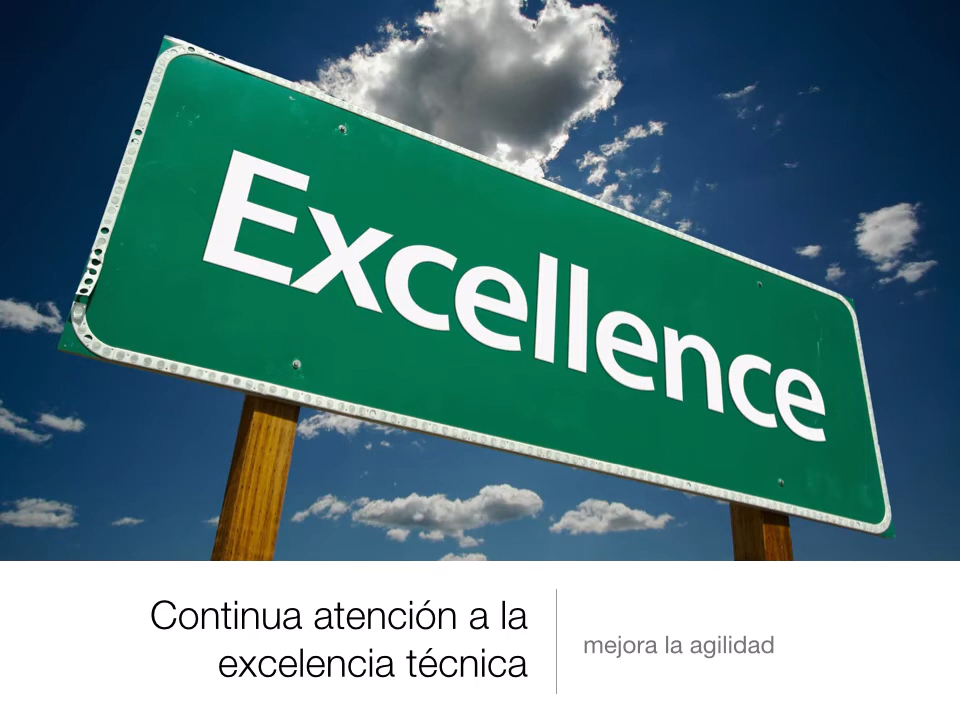 Excellence
Continua atención a la
excelencia técnica
mejora la agilidad